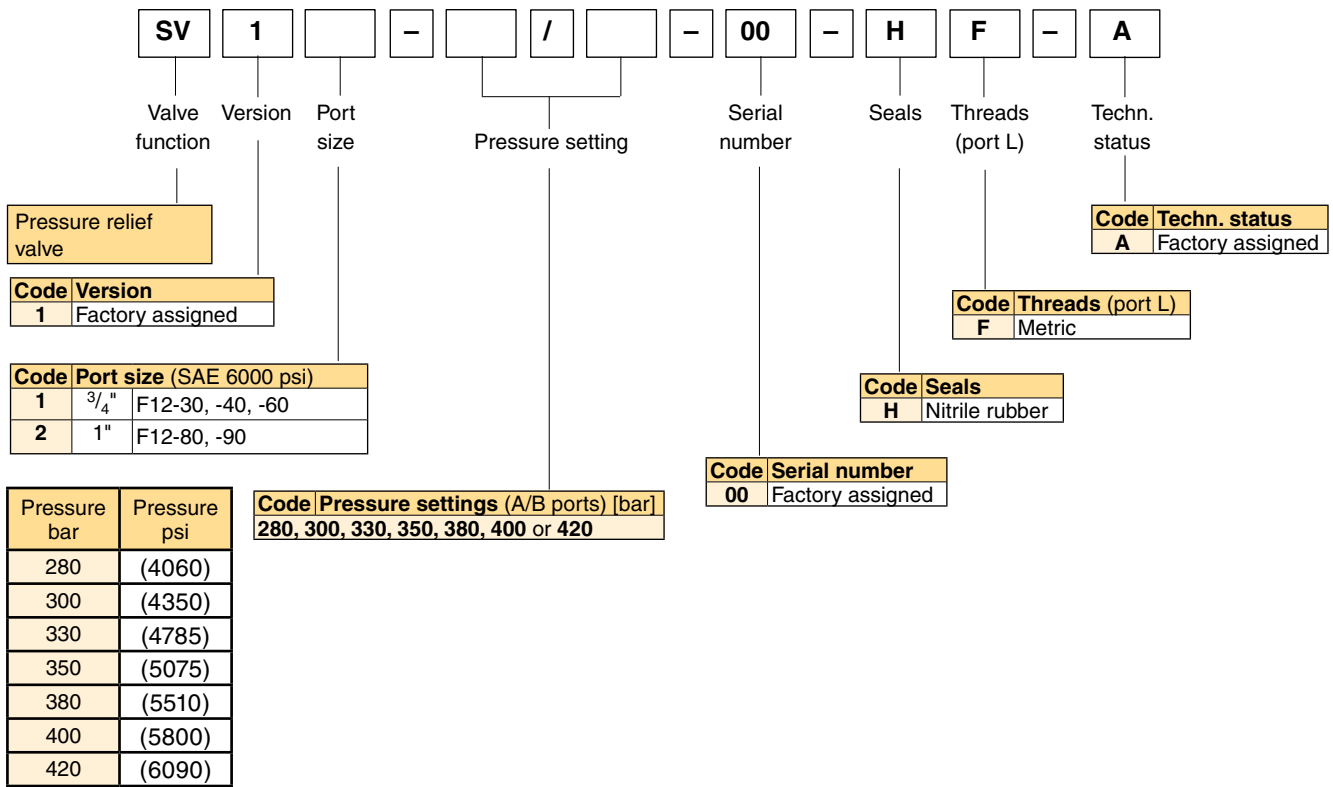 SV 1 – / – 00 – H F – A
Valve function
Version
Port size
Pressure setting
Serial number
Seals
Threads (port L)
Techn. status
Pressure relief
valve
Code Version
1 Factory assigned
Code Port size (SAE 6000 psi)
1 3/4" F12-30, -40, -60
2 1" F12-80, -90
Code Pressure settings (A/B ports) [bar]
280, 300, 330, 350, 380, 400 or 420
Code Serial number
00 Factory assigned
Code Seals
H Nitrile rubber
Code Threads (port L)
F Metric
Code Techn. status
A Factory assigned
Pressure bar Pressure psi
280 (4060)
300 (4350)
330 (4785)
350 (5075)
380 (5510)
400 (5800)
420 (6090)